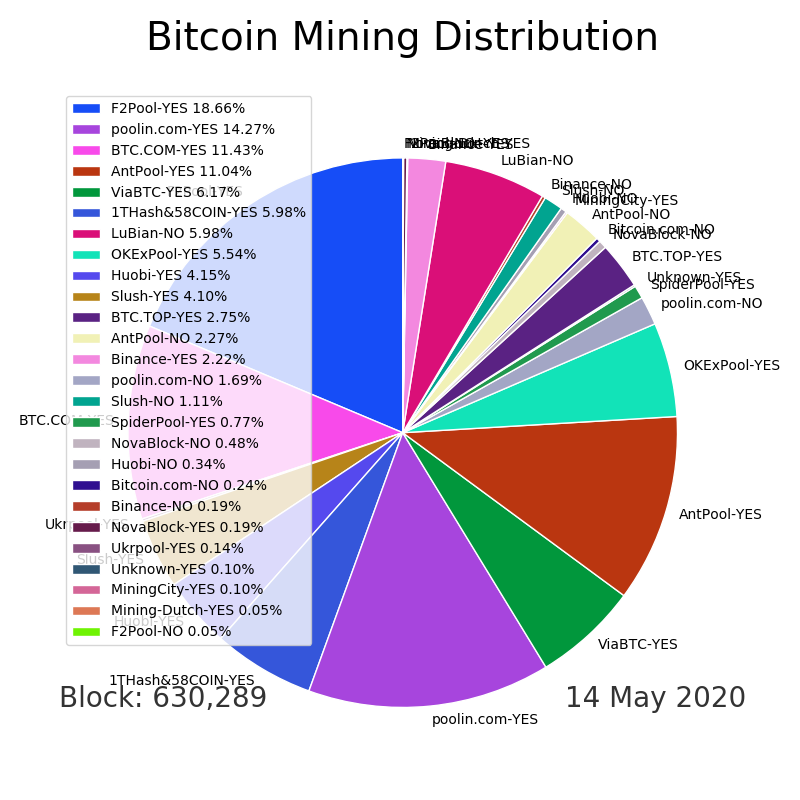 Bitcoin Mining Distribution
F2Pool-YES 18.66%
poolin.com-YES 14.27%
BTC.COM-YES 11.43%
AntPool-YES 11.04%
ViaBTC-YES 6.17%
1THash&58COIN-YES 5.98%
LuBian-NO 5.98%
OKExPool-YES 5.54%
Huobi-YES 4.15%
Slush-YES 4.10%
BTC.TOP-YES 2.75%
AntPool-NO 2.27%
Binance-YES 2.22%
poolin.com-NO 1.69%
Slush-NO 1.11%
SpiderPool-YES 0.77%
NovaBlock-NO 0.48%
Huobi-NO 0.34%
Bitcoin.com-NO 0.24%
Binance-NO 0.19%
NovaBlock-YES 0.19%
Ukrpool-YES 0.14%
Unknown-YES 0.10%
MiningCity-YES 0.10%
Mining-Dutch-YES 0.05%
F2Pool-NO 0.05%
LuBian-NO
Binance-NO
Slush-NO
Huobi-NO
MiningCity-YES
AntPool-NO
Bitcoin.com-NO
NovaBlock-NO
BTC.TOP-YES
Unknown-YES
SpiderPool-YES
poolin.com-NO
OKExPool-YES
AntPool-YES
ViaBTC-YES
poolin.com-YES
1THash&58COIN-YES
Huobi-YES
Slush-YES
Ukrpool-YES
BTC.COM-YES
Block: 630,289
14 May 2020